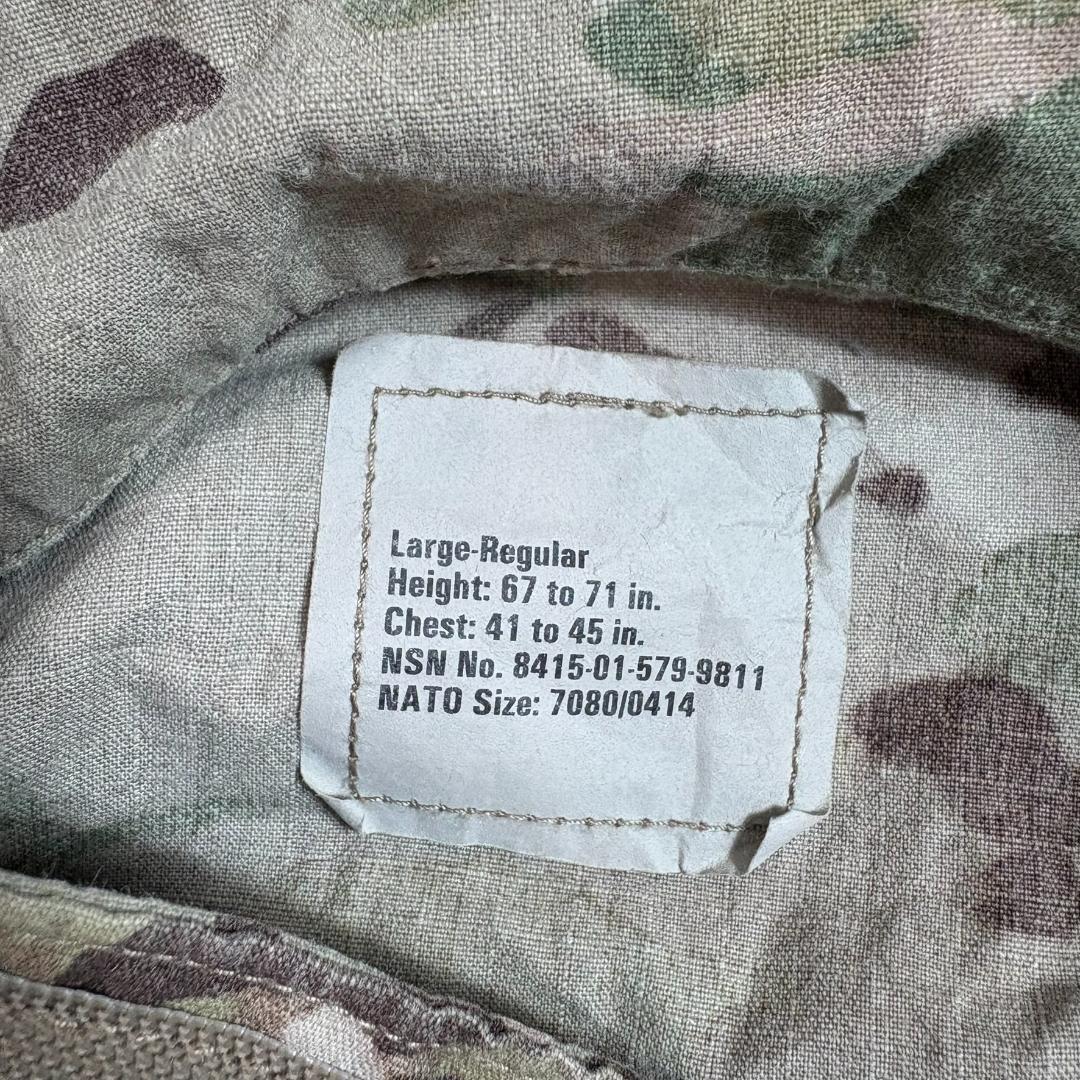 Large-Regular
Height: 67 to 71 in.
Chest: 41 to 45 in.
NSN No. 8415-01-579-9811
NATO Size: 7080/0414